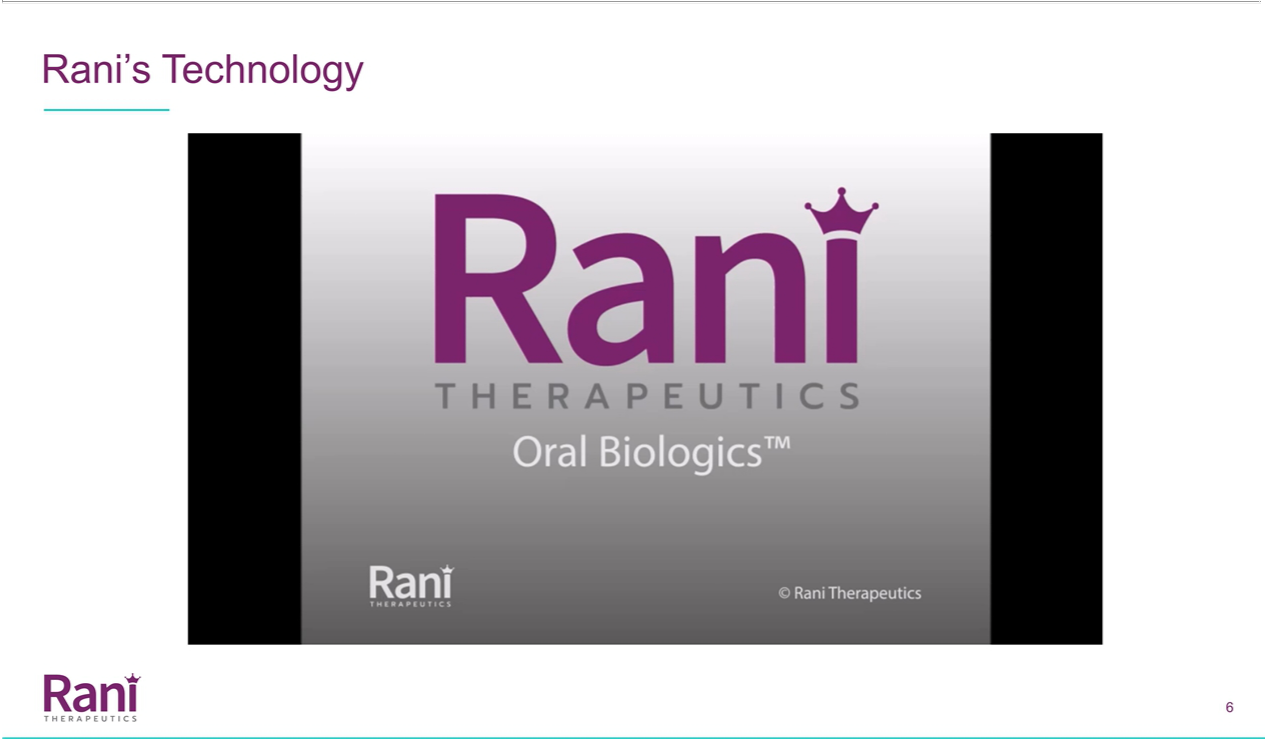 Rani's Technology
Rani
THERAPEUTICS
Oral Biologics™
Rani
THERAPEUTICS
© Rani Therapeutics
Rani
THERAPEUTICS
6